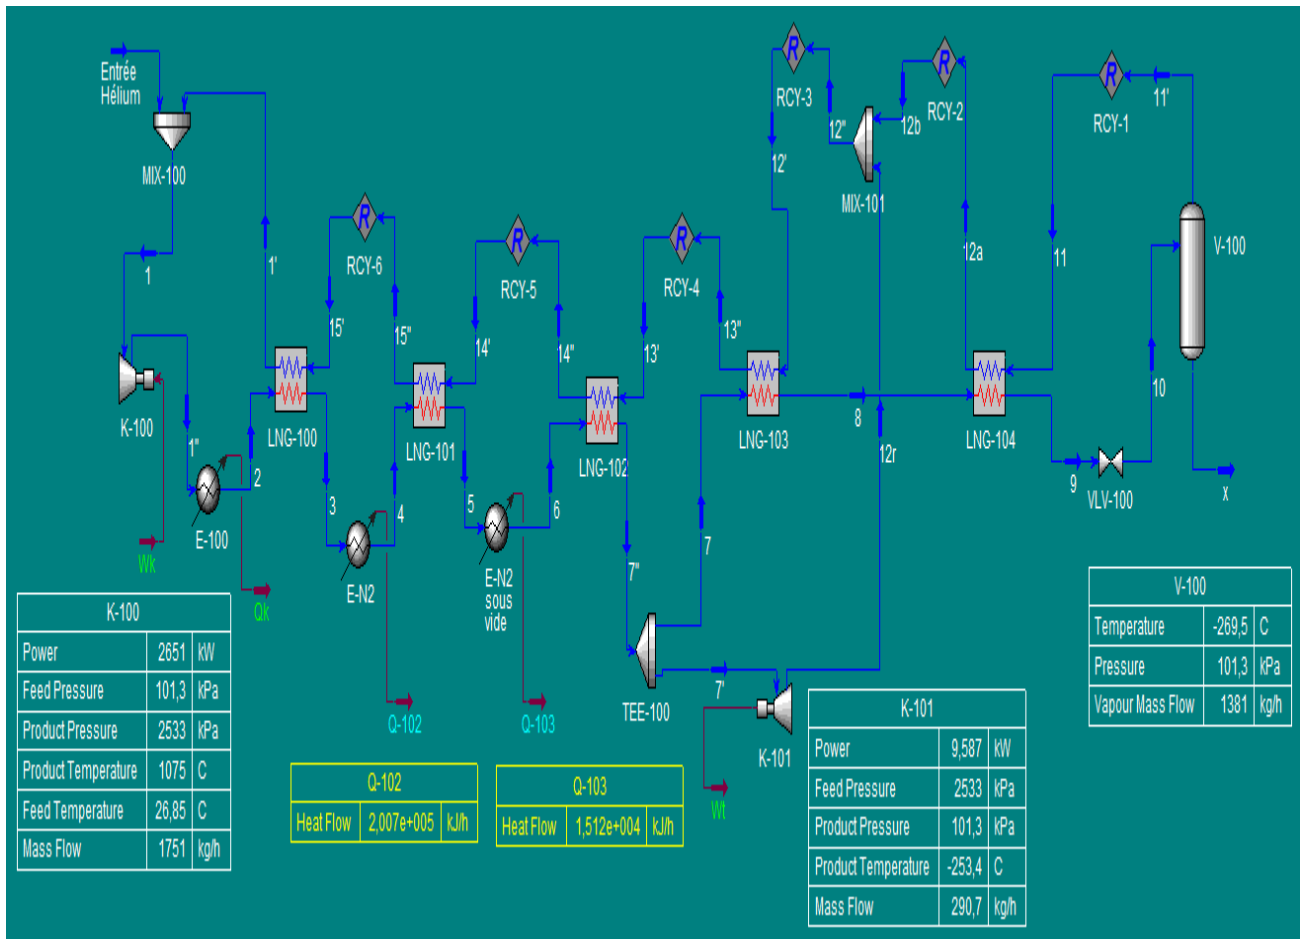 Entrée
Hélium
MIX-100
1
1'
K-100
1"
E-100
2
Wk
Qk
LNG-100
3
15'
RCY-6
15"
E-N2
4
LNG-101
14'
RCY-5
14"
5
E-N2
sous
vide
6
LNG-102
13'
RCY-4
13"
7"
7
TEE-100
7'
Q-102
Q-103
Wt
K-101
LNG-103
12'
RCY-3
12"
MIX-101
12b
RCY-2
12a
8
12r
LNG-104
11
RCY-1
11'
9
VLV-100
10
V-100
x
K-100
Power 2651 kW
Feed Pressure 101,3 kPa
Product Pressure 2533 kPa
Product Temperature 1075 C
Feed Temperature 26,85 C
Mass Flow 1751 kg/h
Q-102
Heat Flow 2,007e+005 kJ/h
Q-103
Heat Flow 1,512e+004 kJ/h
K-101
Power 9,587 kW
Feed Pressure 2533 kPa
Product Pressure 101,3 kPa
Product Temperature -253,4 C
Mass Flow 290,7 kg/h
V-100
Temperature -269,5 C
Pressure 101,3 kPa
Vapour Mass Flow 1381 kg/h